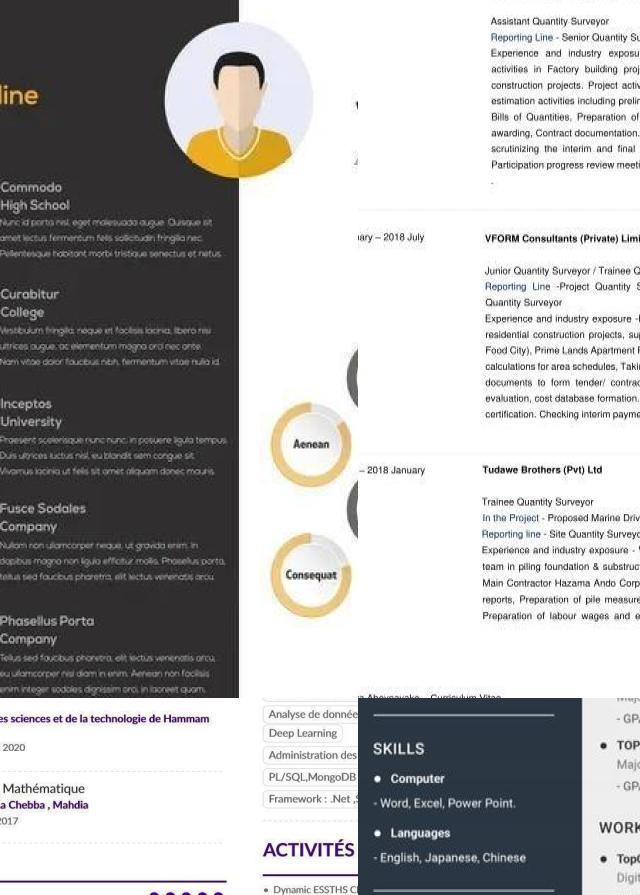 line
Commodo
High School
Nunc id porta nisl, eget malesuada augue. Quisque sit
amet lectus fermentum felis sollicitudin fringilla nec.
Pellentesque habitant morbi tristique senectus et netus.
Curabitur
College
Vestibulum fringilla, neque et facilisis lacinia, libero nisi
ultrices augue, ac elementum magna orci nec ante.
Nam vitae dolor faucibus nibh, fermentum vitae nulla id.
Inceptos
University
Praesent scelerisque nunc nunc, in posuere ligula tempus.
Duis ultrices luctus nisl, eu blandit sem congue sit.
Vivamus lacinia ut felis sit amet aliquam donec mauris.
Fusce Sodales
Company
Nullam non ullamcorper neque, ut gravida enim. In
dapibus magna non ligula efficitur mollis. Phasellus porta,
tellus sed faucibus pharetra, elit lectus venenatis arcu.
Phasellus Porta
Company
Tellus sed faucibus pharetra, elit lectus venenatis arcu,
eu ullamcorper nisl diam in enim. Aenean non facilisis
enim integer sodales dignissim orci, in laoreet quam.
Aenean
Consequat
Assistant Quantity Surveyor
Reporting Line - Senior Quantity Su
Experience and industry exposu
activities in Factory building proj
construction projects. Project activ
estimation activities including preli
Bills of Quantities, Preparation of
awarding, Contract documentation.
scrutinizing the interim and final
Participation progress review meeti
.
ary – 2018 July
VFORM Consultants (Private) Limi
Junior Quantity Surveyor / Trainee Q
Reporting Line -Project Quantity S
Quantity Surveyor
Experience and industry exposure -
residential construction projects, su
Food City), Prime Lands Apartment
calculations for area schedules, Taki
documents to form tender/ contrac
evaluation, cost database formation.
certification. Checking interim payme
– 2018 January
Tudawe Brothers (Pvt) Ltd
Trainee Quantity Surveyor
In the Project - Proposed Marine Driv
Reporting line - Site Quantity Surveyo
Experience and industry exposure -
team in piling foundation & substruc
Main Contractor Hazama Ando Corp
reports, Preparation of pile measure
Preparation of labour wages and e
a Abeynayake – Curriculum Vitae
es sciences et de la technologie de Hammam
2020
Mathématique
a Chebba , Mahdia
2017
Analyse de donnée
Deep Learning
Administration des
PL/SQL,MongoDB
Framework : .Net ,S
ACTIVITÉS
• Dynamic ESSTHS C
SKILLS
• Computer
- Word, Excel, Power Point.
• Languages
- English, Japanese, Chinese
Majo
- GPA
• TOP
Majo
- GPA
WORK
• TopC
Digit